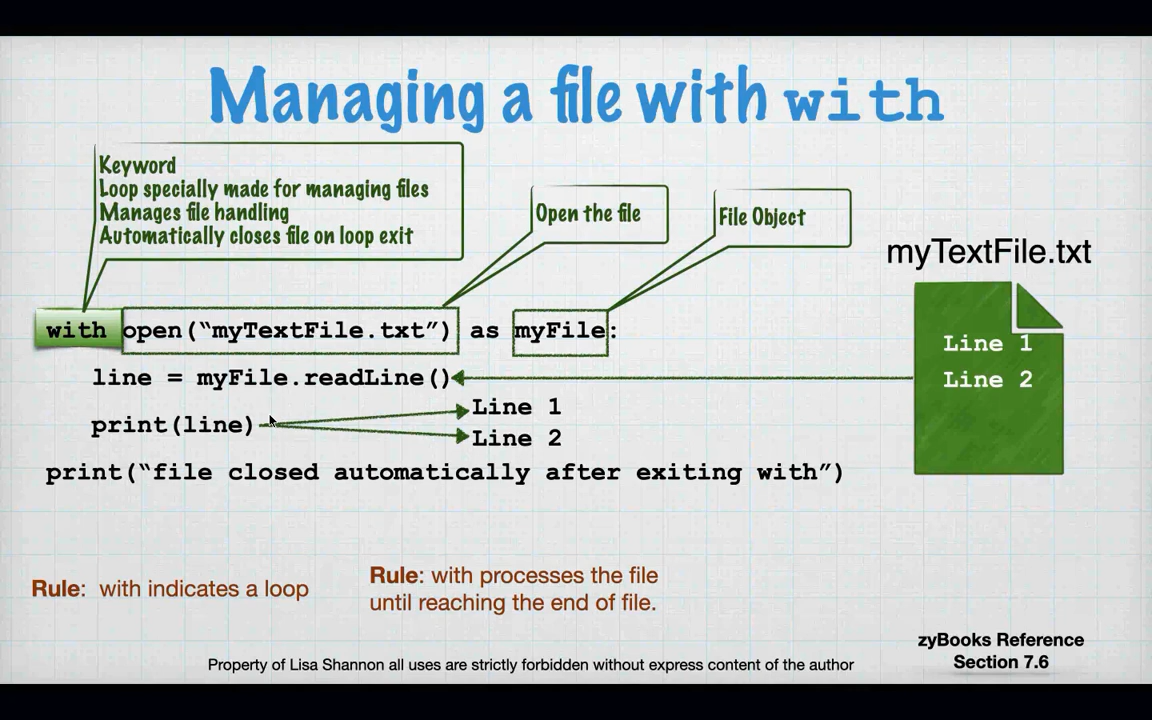 Managing a file with with
Keyword
Loop specially made for managing files
Manages file handling
Automatically closes file on loop exit
Open the file
File Object
myTextFile.txt
with open(“myTextFile.txt”) as myFile:
Line 1
Line 2
line = myFile.readLine()
print(line)
Line 1
Line 2
print(“file closed automatically after exiting with”)
Rule: with indicates a loop
Rule: with processes the file
until reaching the end of file.
zyBooks Reference
Section 7.6
Property of Lisa Shannon all uses are strictly forbidden without express content of the author